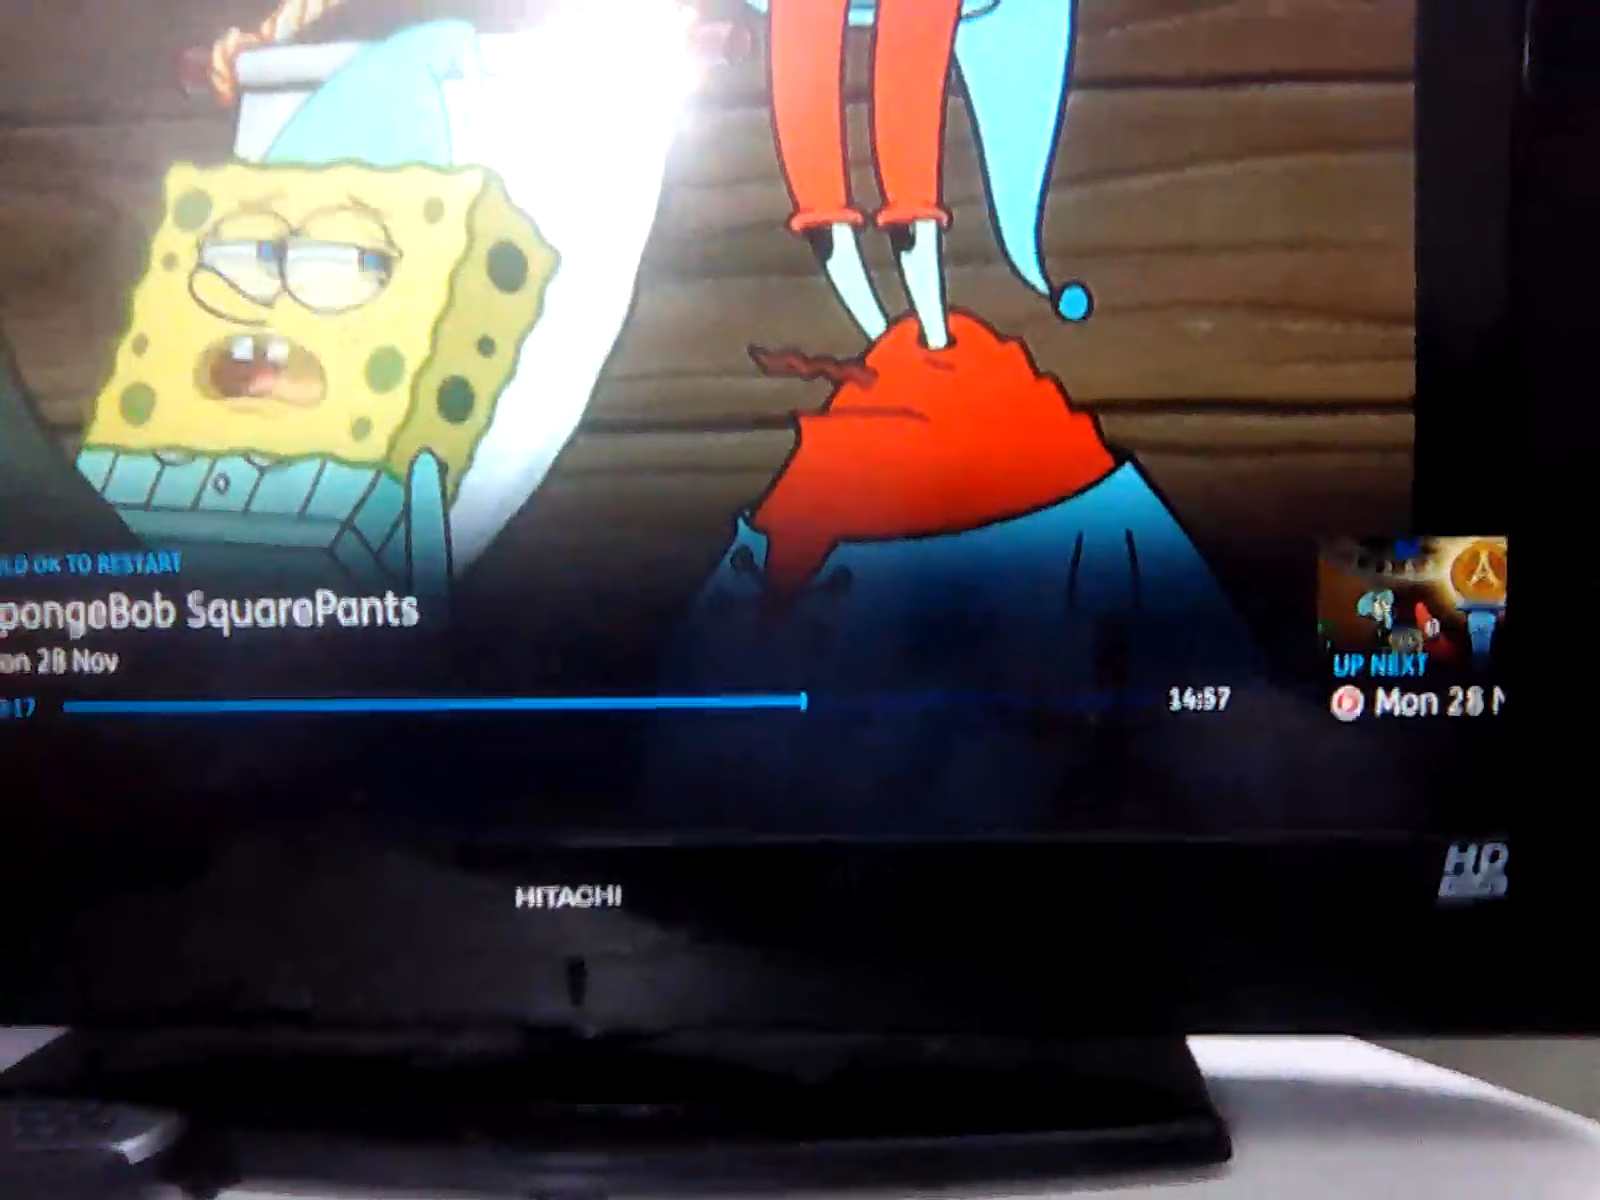 OK TO RESTART
pongeBob SquarePants
on 28 Nov
17
14:57
UP NEXT
Mon 28 N
HITACHI
HD